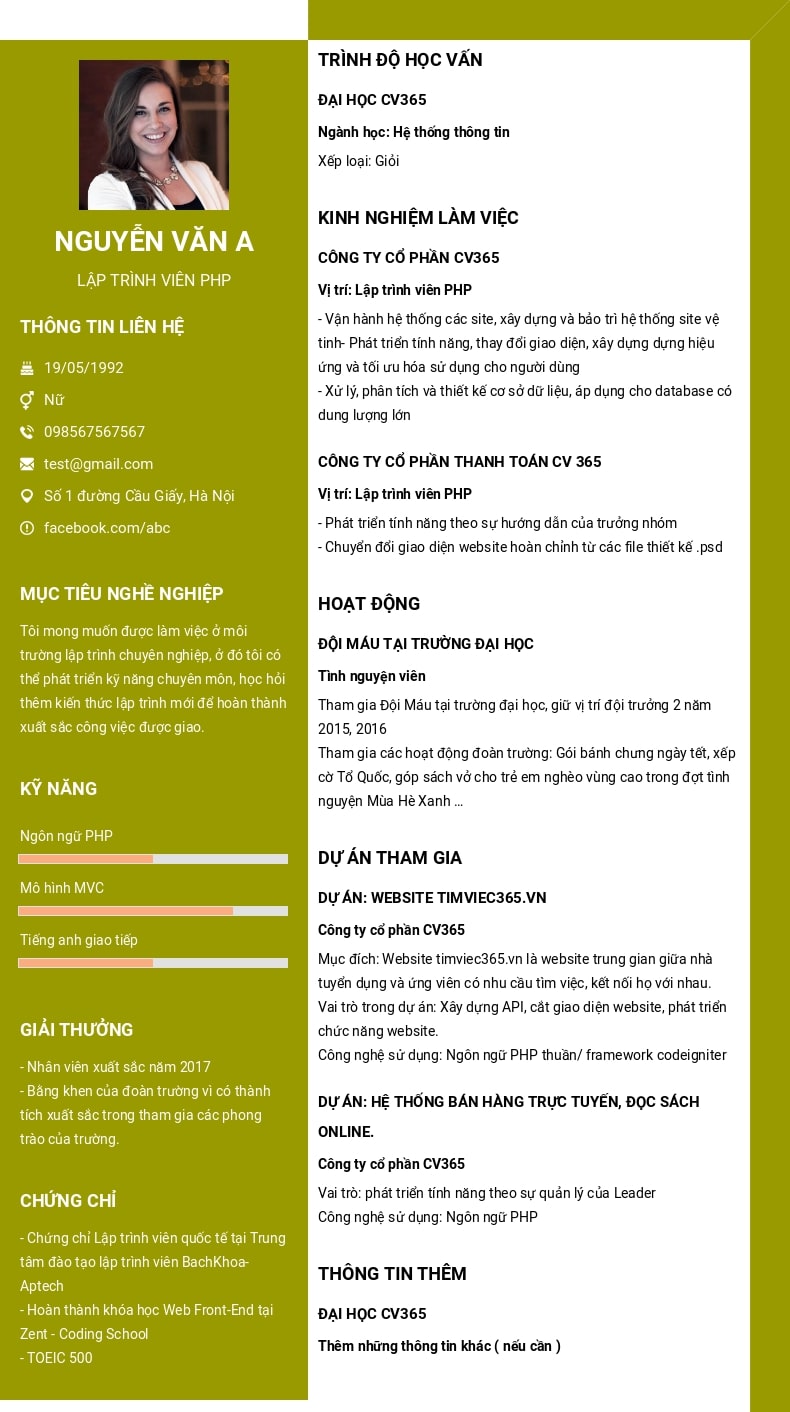 NGUYỄN VĂN A
LẬP TRÌNH VIÊN PHP
THÔNG TIN LIÊN HỆ
19/05/1992
Nữ
098567567567
test@gmail.com
Số 1 đường Cầu Giấy, Hà Nội
facebook.com/abc
MỤC TIÊU NGHỀ NGHIỆP
Tôi mong muốn được làm việc ở môi
trường lập trình chuyên nghiệp, ở đó tôi có
thể phát triển kỹ năng chuyên môn, học hỏi
thêm kiến thức lập trình mới để hoàn thành
xuất sắc công việc được giao.
KỸ NĂNG
Ngôn ngữ PHP
Mô hình MVC
Tiếng anh giao tiếp
GIẢI THƯỞNG
- Nhân viên xuất sắc năm 2017
- Bằng khen của đoàn trường vì có thành
tích xuất sắc trong tham gia các phong
trào của trường.
CHỨNG CHỈ
- Chứng chỉ Lập trình viên quốc tế tại Trung
tâm đào tạo lập trình viên BachKhoa-
Aptech
- Hoàn thành khóa học Web Front-End tại
Zent - Coding School
- TOEIC 500
TRÌNH ĐỘ HỌC VẤN
ĐẠI HỌC CV365
Ngành học: Hệ thống thông tin
Xếp loại: Giỏi
KINH NGHIỆM LÀM VIỆC
CÔNG TY CỔ PHẦN CV365
Vị trí: Lập trình viên PHP
- Vận hành hệ thống các site, xây dựng và bảo trì hệ thống site vệ
tinh- Phát triển tính năng, thay đổi giao diện, xây dựng dựng hiệu
ứng và tối ưu hóa sử dụng cho người dùng
- Xử lý, phân tích và thiết kế cơ sở dữ liệu, áp dụng cho database có
dung lượng lớn
CÔNG TY CỔ PHẦN THANH TOÁN CV 365
Vị trí: Lập trình viên PHP
- Phát triển tính năng theo sự hướng dẫn của trưởng nhóm
- Chuyển đổi giao diện website hoàn chỉnh từ các file thiết kế .psd
HOẠT ĐỘNG
ĐỘI MÁU TẠI TRƯỜNG ĐẠI HỌC
Tình nguyện viên
Tham gia Đội Máu tại trường đại học, giữ vị trí đội trưởng 2 năm
2015, 2016
Tham gia các hoạt động đoàn trường: Gói bánh chưng ngày tết, xếp
cờ Tổ Quốc, góp sách vở cho trẻ em nghèo vùng cao trong đợt tình
nguyện Mùa Hè Xanh ...
DỰ ÁN THAM GIA
DỰ ÁN: WEBSITE TIMVIEC365.VN
Công ty cổ phần CV365
Mục đích: Website timviec365.vn là website trung gian giữa nhà
tuyển dụng và ứng viên có nhu cầu tìm việc, kết nối họ với nhau.
Vai trò trong dự án: Xây dựng API, cắt giao diện website, phát triển
chức năng website.
Công nghệ sử dụng: Ngôn ngữ PHP thuần/ framework codeigniter
DỰ ÁN: HỆ THỐNG BÁN HÀNG TRỰC TUYẾN, ĐỌC SÁCH
ONLINE.
Công ty cổ phần CV365
Vai trò: phát triển tính năng theo sự quản lý của Leader
Công nghệ sử dụng: Ngôn ngữ PHP
THÔNG TIN THÊM
ĐẠI HỌC CV365
Thêm những thông tin khác ( nếu cần )